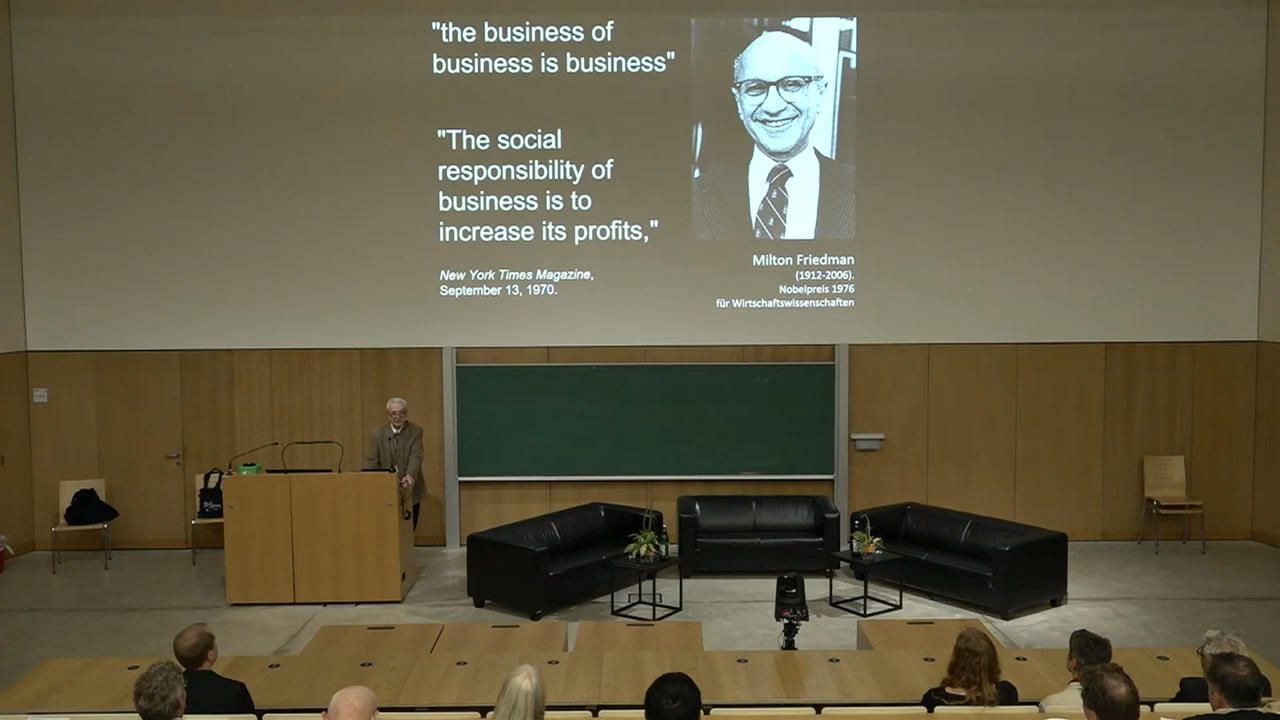 "the business of
business is business"
"The social
responsibility of
business is to
increase its profits,"
New York Times Magazine,
September 13, 1970.
Milton Friedman
(1912-2006).
Nobelpreis 1976
für Wirtschaftswissenschaften